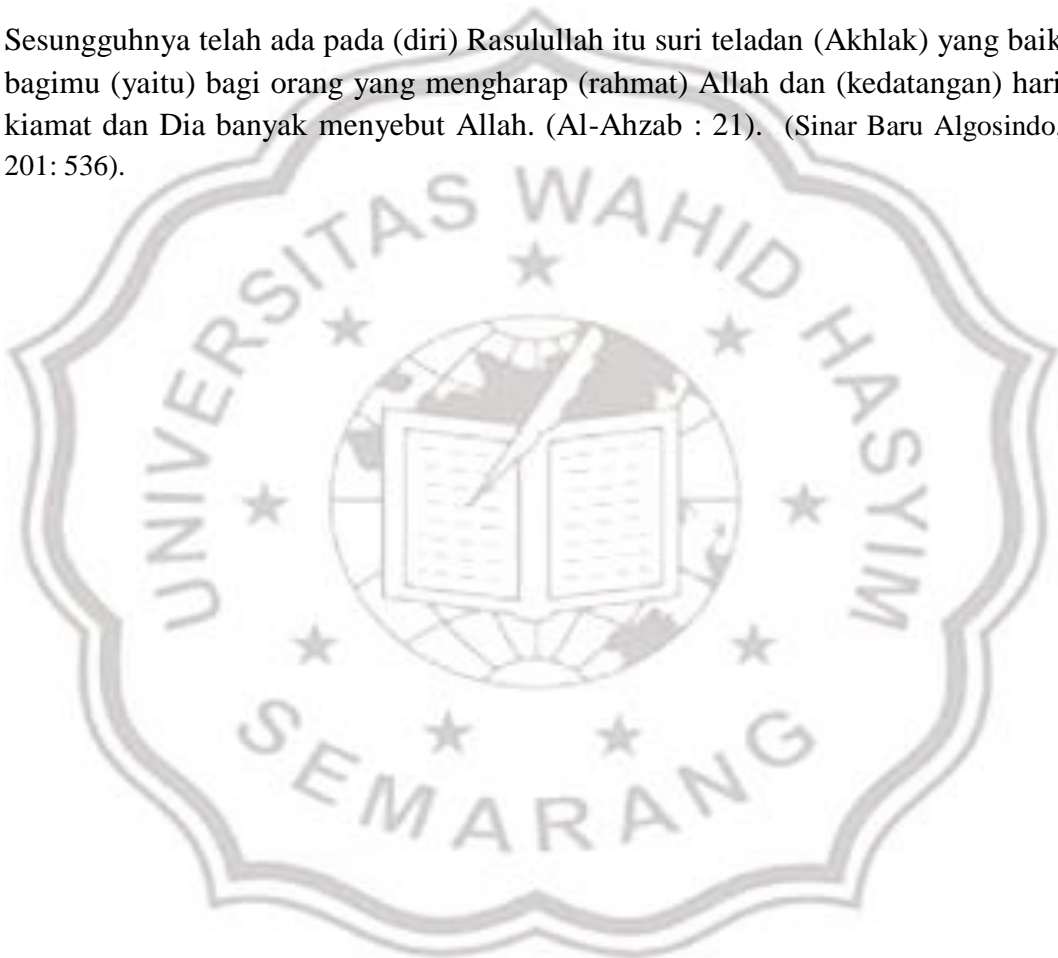 Sesungguhnya telah ada pada (diri) Rasulullah itu suri teladan (Akhlak) yang baik
bagimu (yaitu) bagi orang yang mengharap (rahmat) Allah dan (kedatangan) hari
kiamat dan Dia banyak menyebut Allah. (Al-Ahzab : 21). (Sinar Baru Algosindo,
201: 536).
UNIVERSITAS WAHID HASYIM
SEMARANG